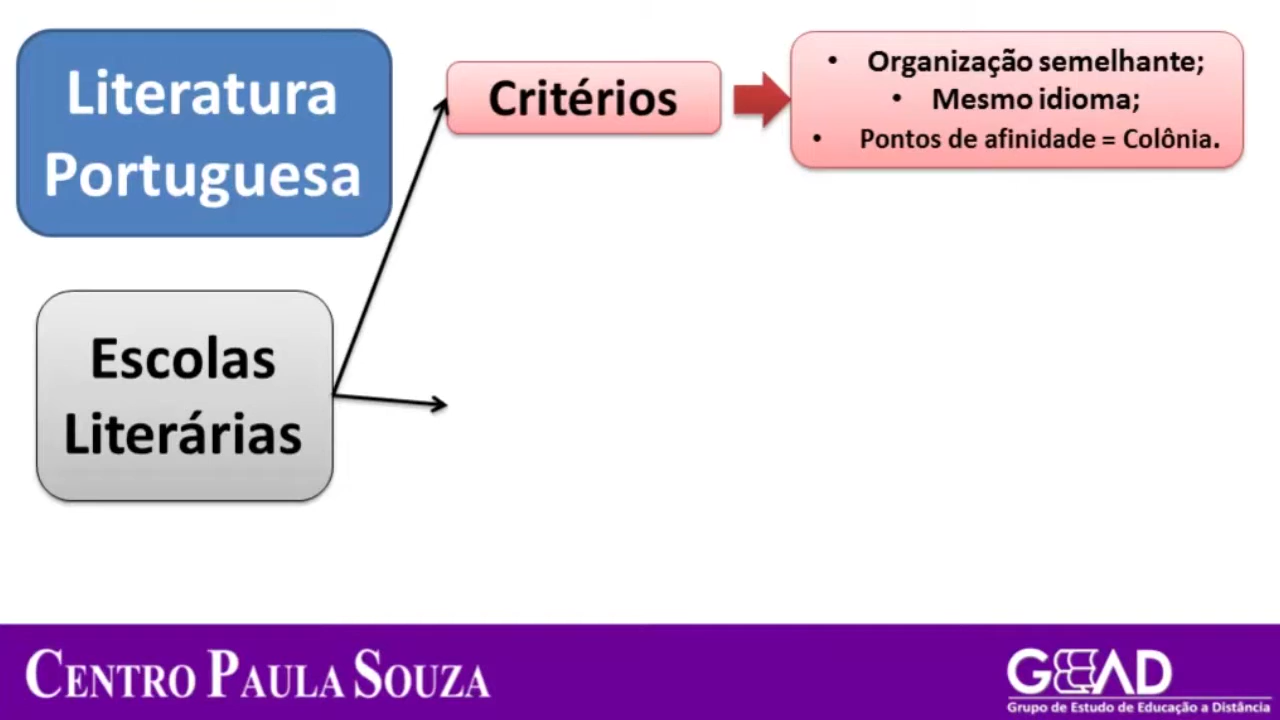 Literatura
Portuguesa
Escolas
Literárias
Critérios
• Organização semelhante;
• Mesmo idioma;
• Pontos de afinidade = Colônia.
CENTRO PAULA SOUZA
GEEAD
Grupo de Estudo de Educação a Distância